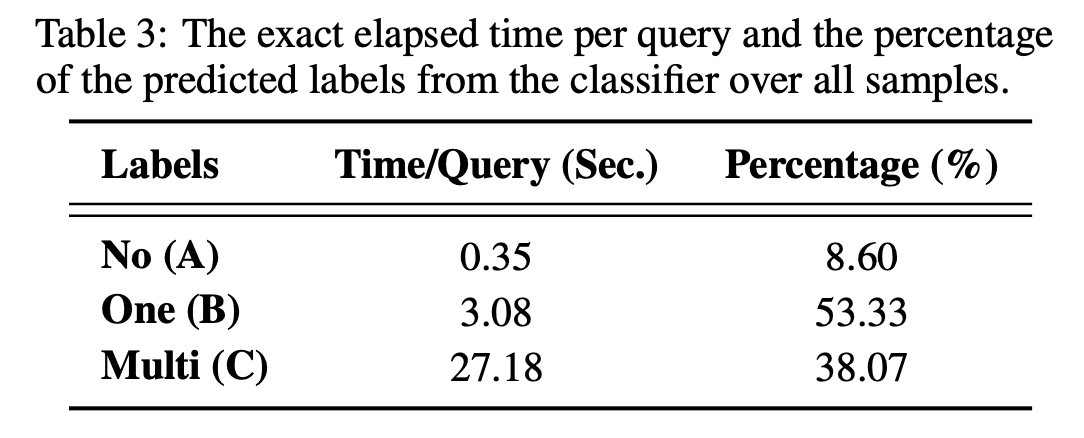 Table 3: The exact elapsed time per query and the percentage
of the predicted labels from the classifier over all samples.
Labels Time/Query (Sec.) Percentage (%)
No (A) 0.35 8.60
One (B) 3.08 53.33
Multi (C) 27.18 38.07